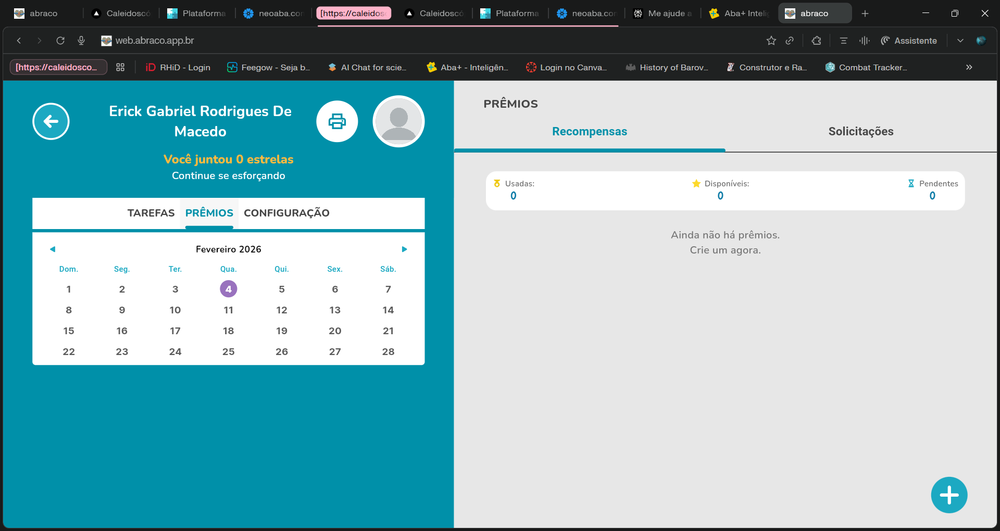 abraco
Caleidoscó
Plataforma
neoaba.con
[https://caleidosc
Caleidoscó
Plataforma
neoaba.con
Me ajude a
Aba+ Intelig
abraco
web.abraco.app.br
Assistente
[https://caleidosco...
RHiD - Login
Feegow - Seja b...
AI Chat for scie...
Aba+ - Inteligên...
Login no Canva...
History of Barov...
Construtor e Ra...
Combat Tracker...
Erick Gabriel Rodrigues De
Macedo
Você juntou 0 estrelas
Continue se esforçando
TAREFAS PRÊMIOS CONFIGURAÇÃO
Fevereiro 2026
Dom. Seg. Ter. Qua. Qui. Sex. Sáb.
1 2 3 4 5 6 7
8 9 10 11 12 13 14
15 16 17 18 19 20 21
22 23 24 25 26 27 28
PRÊMIOS
Recompensas Solicitações
Usadas: Disponíveis: Pendentes
0 0 0
Ainda não há prêmios.
Crie um agora.